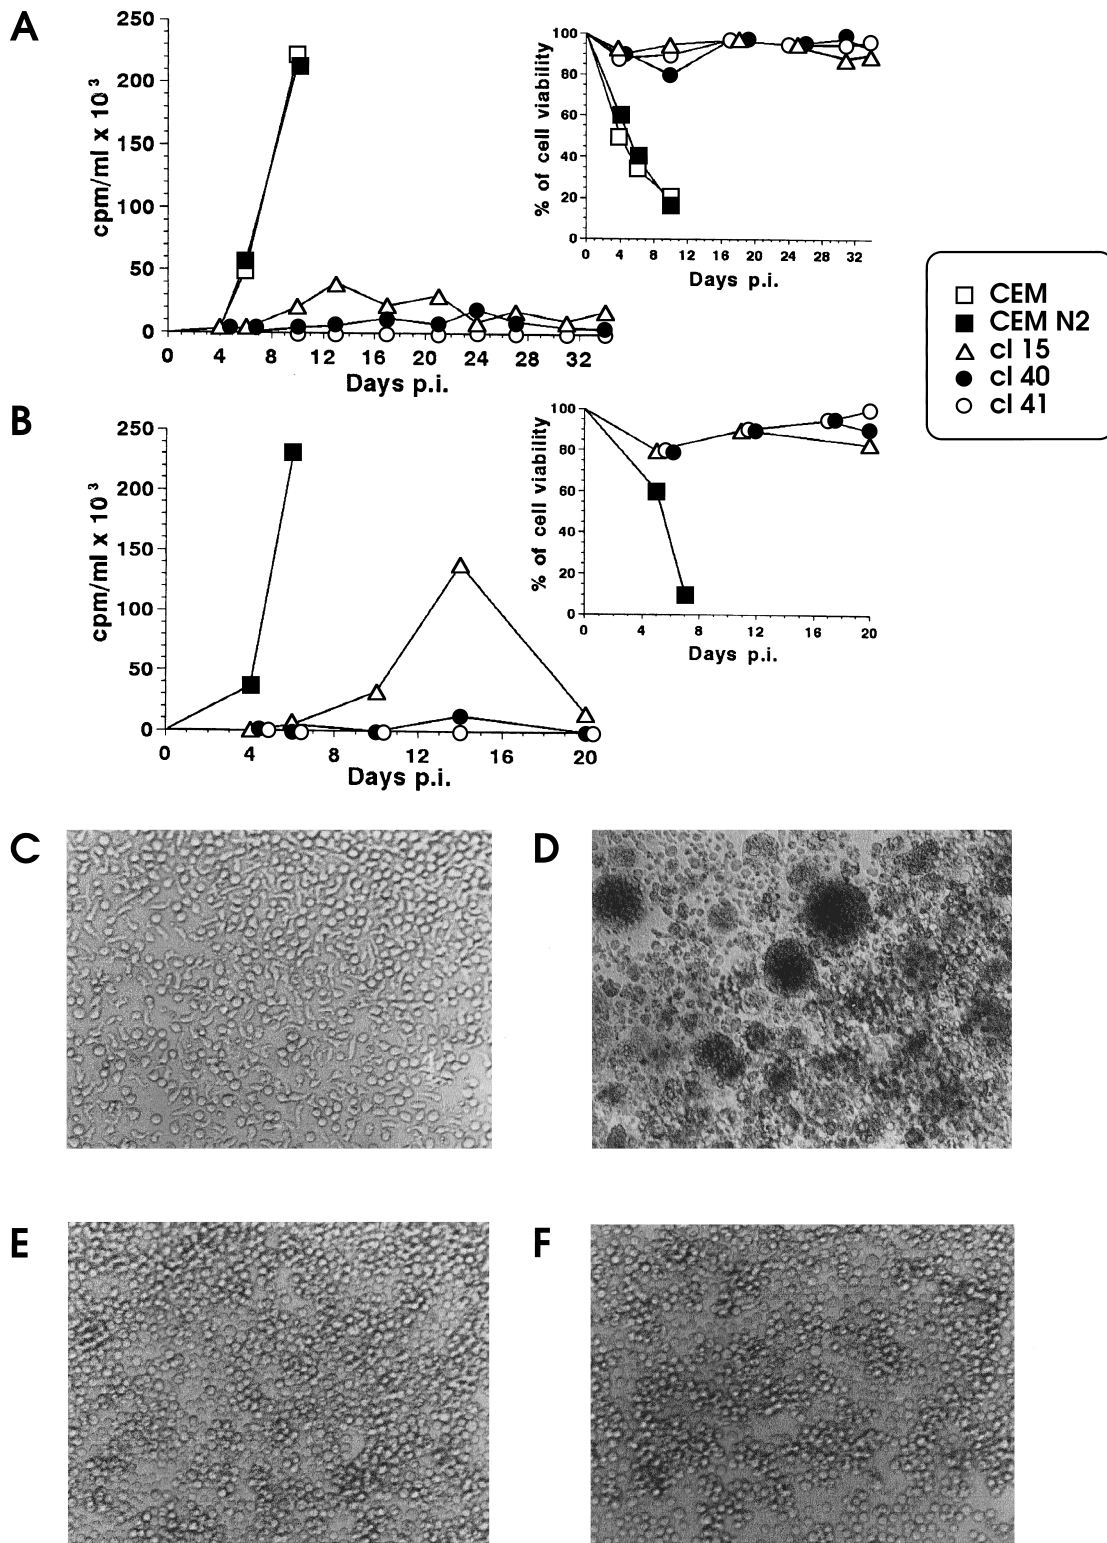 A
cpm/ml x 10³
250
200
150
100
50
0
0 4 8 12 16 20 24 28 32
Days p.i.
% of cell viability
100
80
60
40
20
0
0 4 8 12 16 20 24 28 32
Days p.i.
CEM
CEM N2
cl 15
cl 40
cl 41
B
cpm/ml x 10³
250
200
150
100
50
0
0 4 8 12 16 20
Days p.i.
% of cell viability
100
80
60
40
20
0
0 4 8 12 16 20
Days p.i.
C
D
E
F